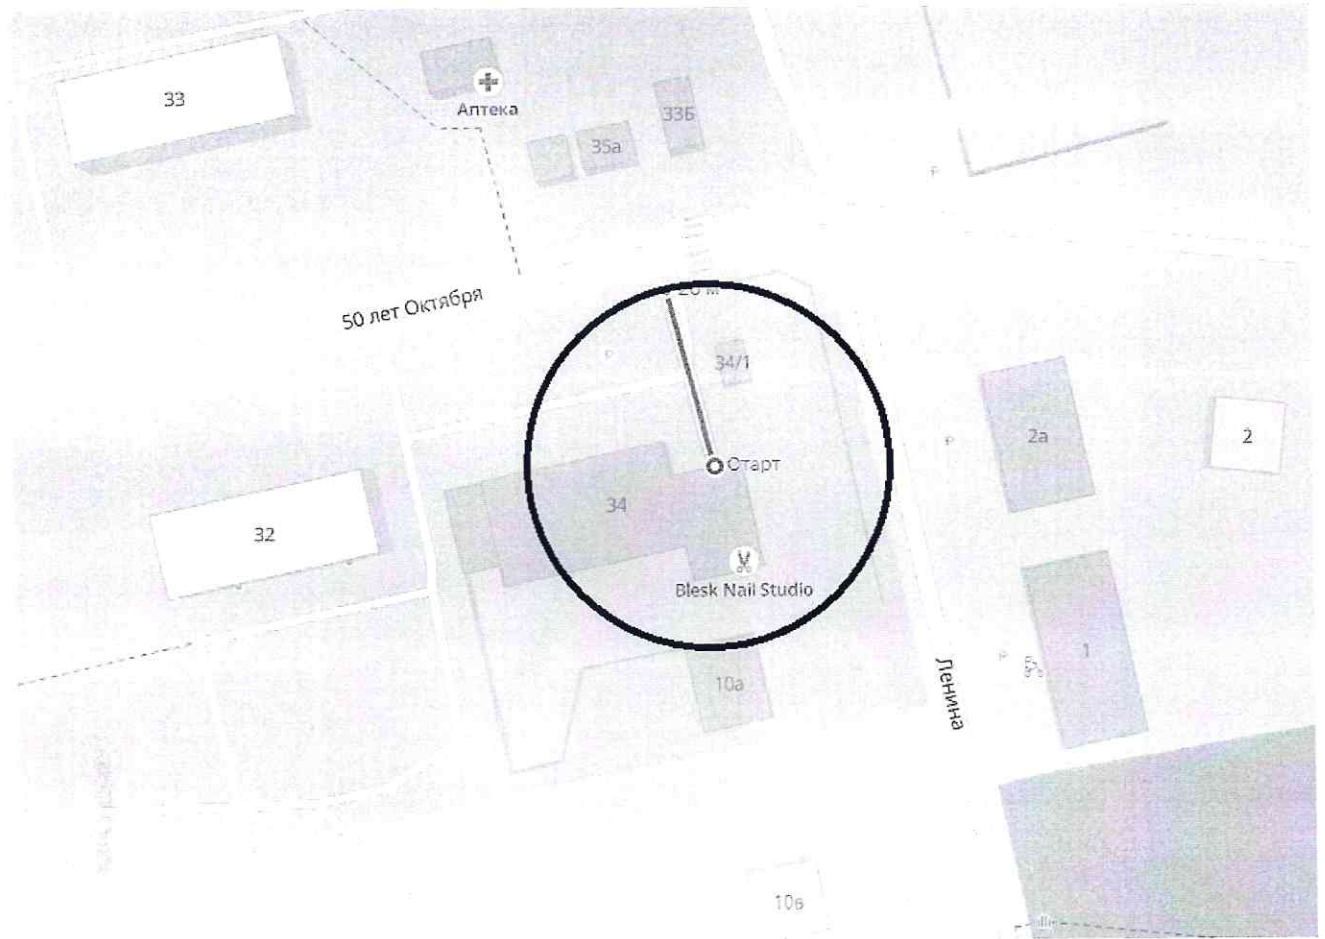 33
Аптека
33Б
35а
P
50 лет Октября
P
34/1
2а
P
2
Старт
34
32
Blesk Nail Studio
P
1
10а
Ленина
10в